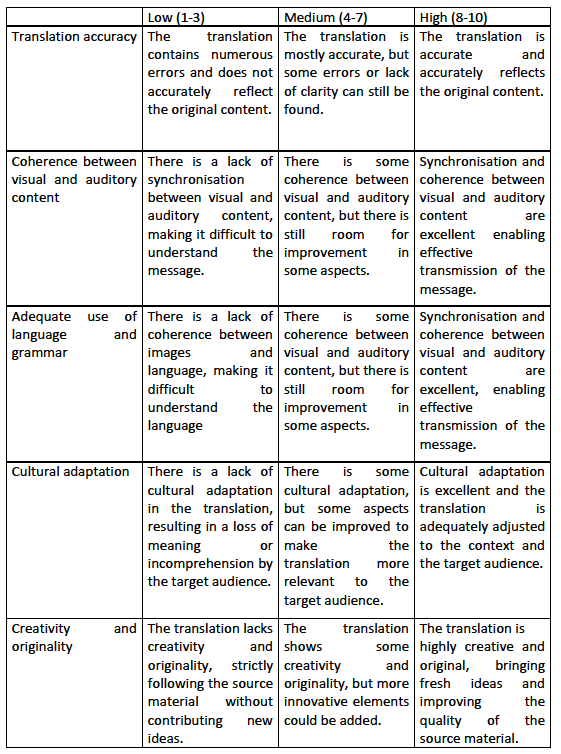 Low (1-3)
Medium (4-7)
High (8-10)
Translation accuracy
The translation
contains numerous
errors and does not
accurately reflect
the original content.
The translation is
mostly accurate, but
some errors or lack
of clarity can still be
found.
The translation is
accurate and
accurately reflects
the original content.
Coherence between
visual and auditory
content
There is a lack of
synchronisation
between visual and
auditory content,
making it difficult to
understand the
message.
There is some
coherence between
visual and auditory
content, but there is
still room for
improvement in
some aspects.
Synchronisation and
coherence between
visual and auditory
content are
excellent enabling
effective
transmission of the
message.
Adequate use of
language and
grammar
There is a lack of
coherence between
images and
language, making it
difficult to
understand the
language
There is some
coherence between
visual and auditory
content, but there is
still room for
improvement in
some aspects.
Synchronisation and
coherence between
visual and auditory
content are
excellent, enabling
effective
transmission of the
message.
Cultural adaptation
There is a lack of
cultural adaptation
in the translation,
resulting in a loss of
meaning or
incomprehension by
the target audience.
There is some
cultural adaptation,
but some aspects
can be improved to
make the
translation more
relevant to the
target audience.
Cultural adaptation
is excellent and the
translation is
adequately adjusted
to the context and
the target audience.
Creativity and
originality
The translation lacks
creativity and
originality, strictly
following the source
material without
contributing new
ideas.
The translation
shows some
creativity and
originality, but more
innovative elements
could be added.
The translation is
highly creative and
original, bringing
fresh ideas and
improving the
quality of the
source material.